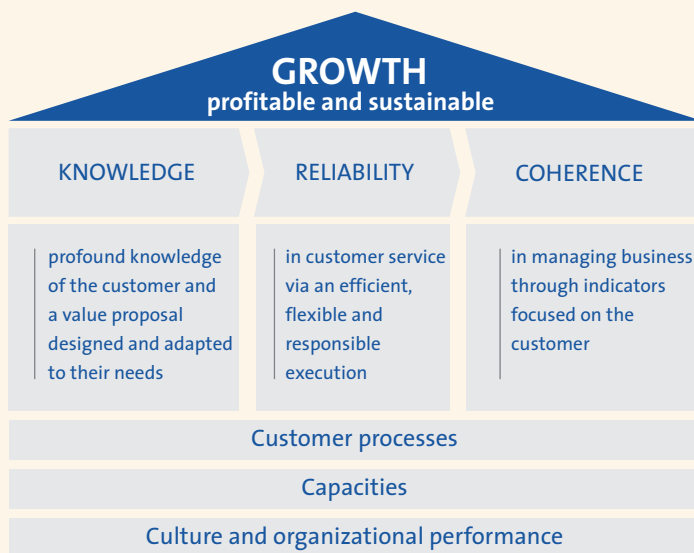 GROWTH
profitable and sustainable
KNOWLEDGE
RELIABILITY
COHERENCE
profound knowledge
of the customer and
a value proposal
designed and adapted
to their needs
in customer service
via an efficient,
flexible and
responsible
execution
in managing business
through indicators
focused on the
customer
Customer processes
Capacities
Culture and organizational performance